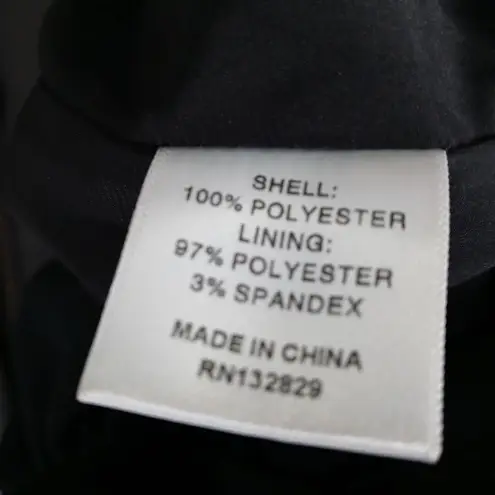 SHELL:
100% POLYESTER
LINING:
97% POLYESTER
3% SPANDEX
MADE IN CHINA
RN132829